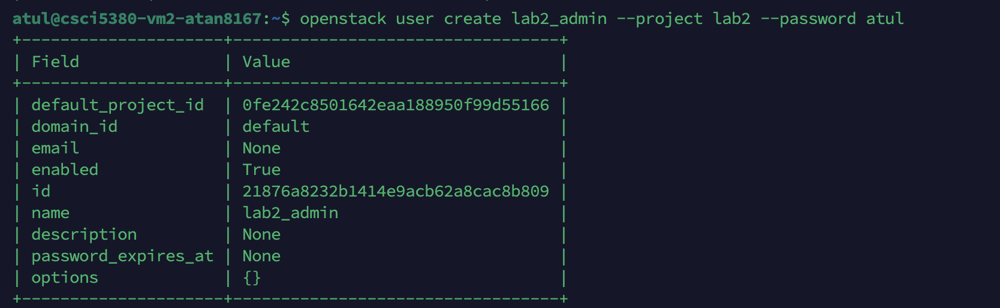 atul@csci5380-vm2-atan8167:~$ openstack user create lab2_admin --project lab2 --password atul
+---------------------+----------------------------------+
| Field               | Value                            |
+---------------------+----------------------------------+
| default_project_id  | 0fe242c8501642eaa188950f99d55166 |
| domain_id           | default                          |
| email               | None                             |
| enabled             | True                             |
| id                  | 21876a8232b1414e9acb62a8cac8b809 |
| name                | lab2_admin                       |
| description         | None                             |
| password_expires_at | None                             |
| options             | {}                               |
+---------------------+----------------------------------+